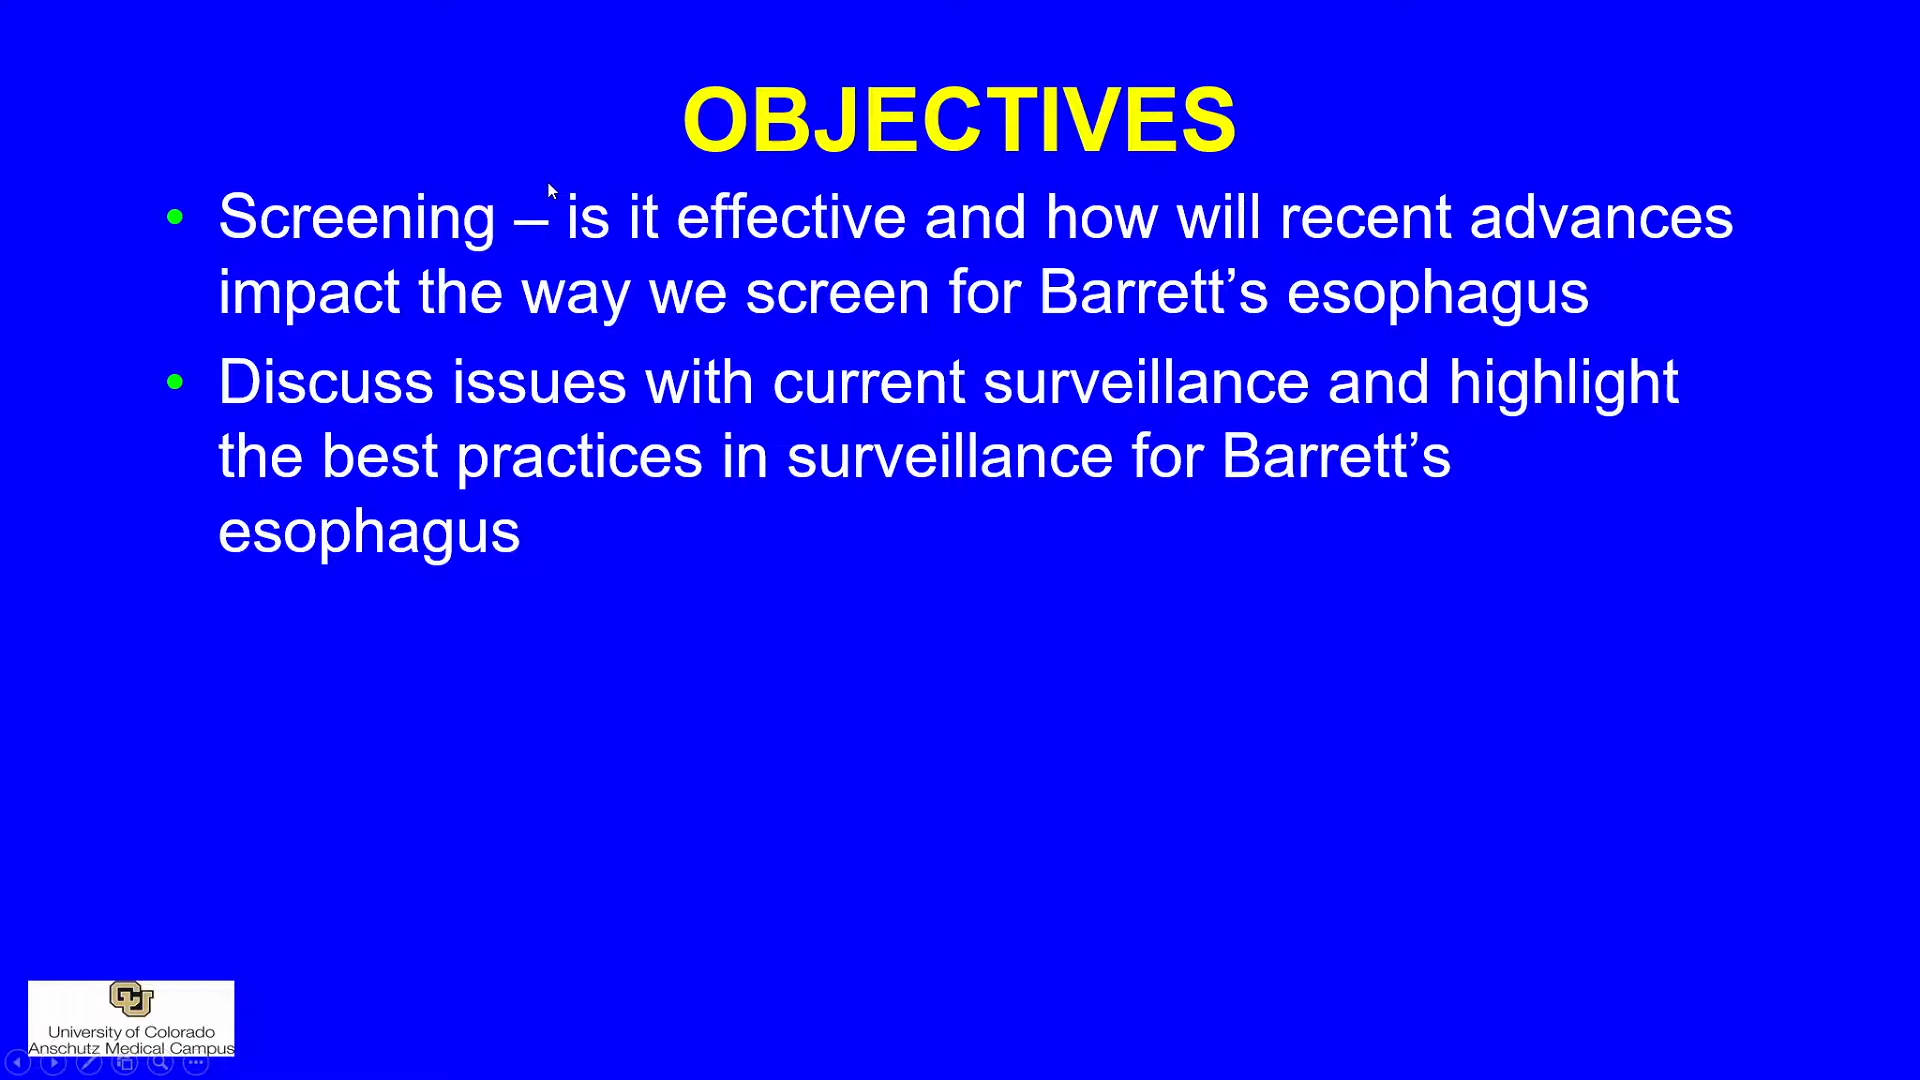 OBJECTIVES
• Screening – is it effective and how will recent advances
impact the way we screen for Barrett’s esophagus
• Discuss issues with current surveillance and highlight
the best practices in surveillance for Barrett’s
esophagus
CU
University of Colorado
Anschutz Medical Campus